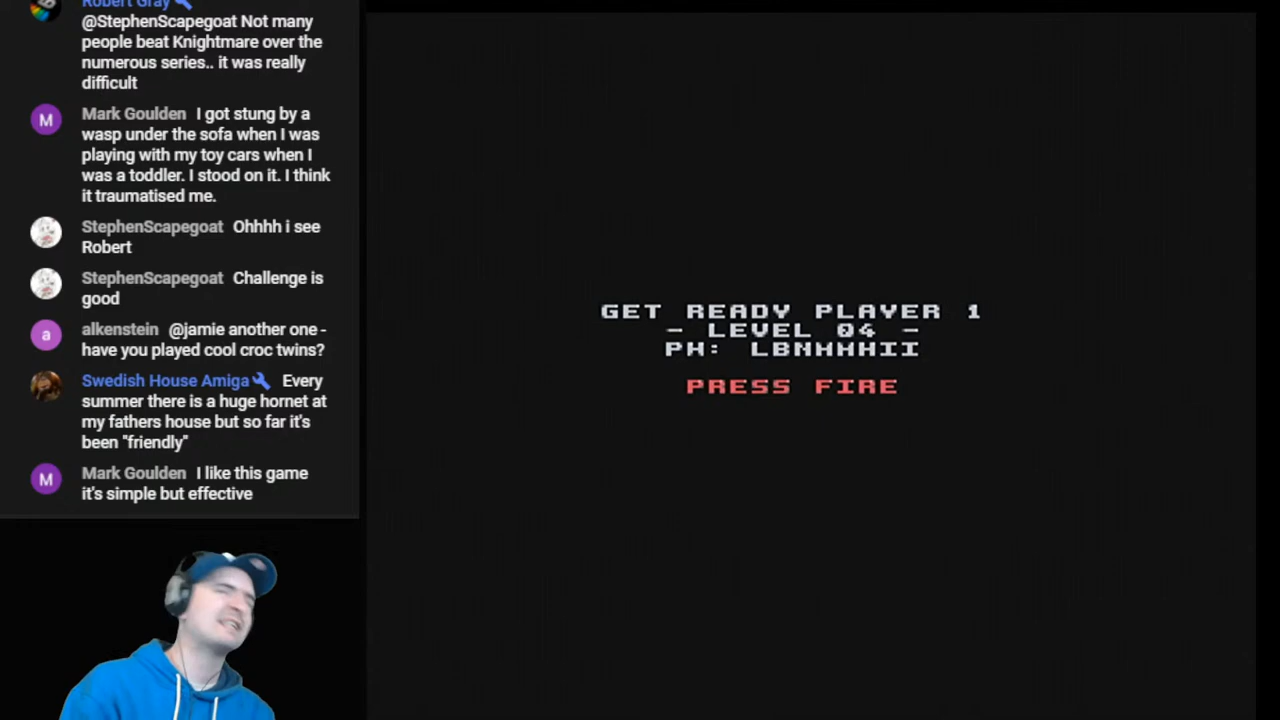 Robert Gray
@StephenScapegoat Not many
people beat Knightmare over the
numerous series.. it was really
difficult
M
Mark Goulden I got stung by a
wasp under the sofa when I was
playing with my toy cars when I
was a toddler. I stood on it. I think
it traumatised me.
StephenScapegoat Ohhhh i see
Robert
StephenScapegoat Challenge is
good
a
alkenstein @jamie another one -
have you played cool croc twins?
Swedish House Amiga Every
summer there is a huge hornet at
my fathers house but so far it's
been "friendly"
M
Mark Goulden I like this game
it's simple but effective
GET READY PLAYER 1
- LEVEL 04 -
PW: LBNMMHII
PRESS FIRE